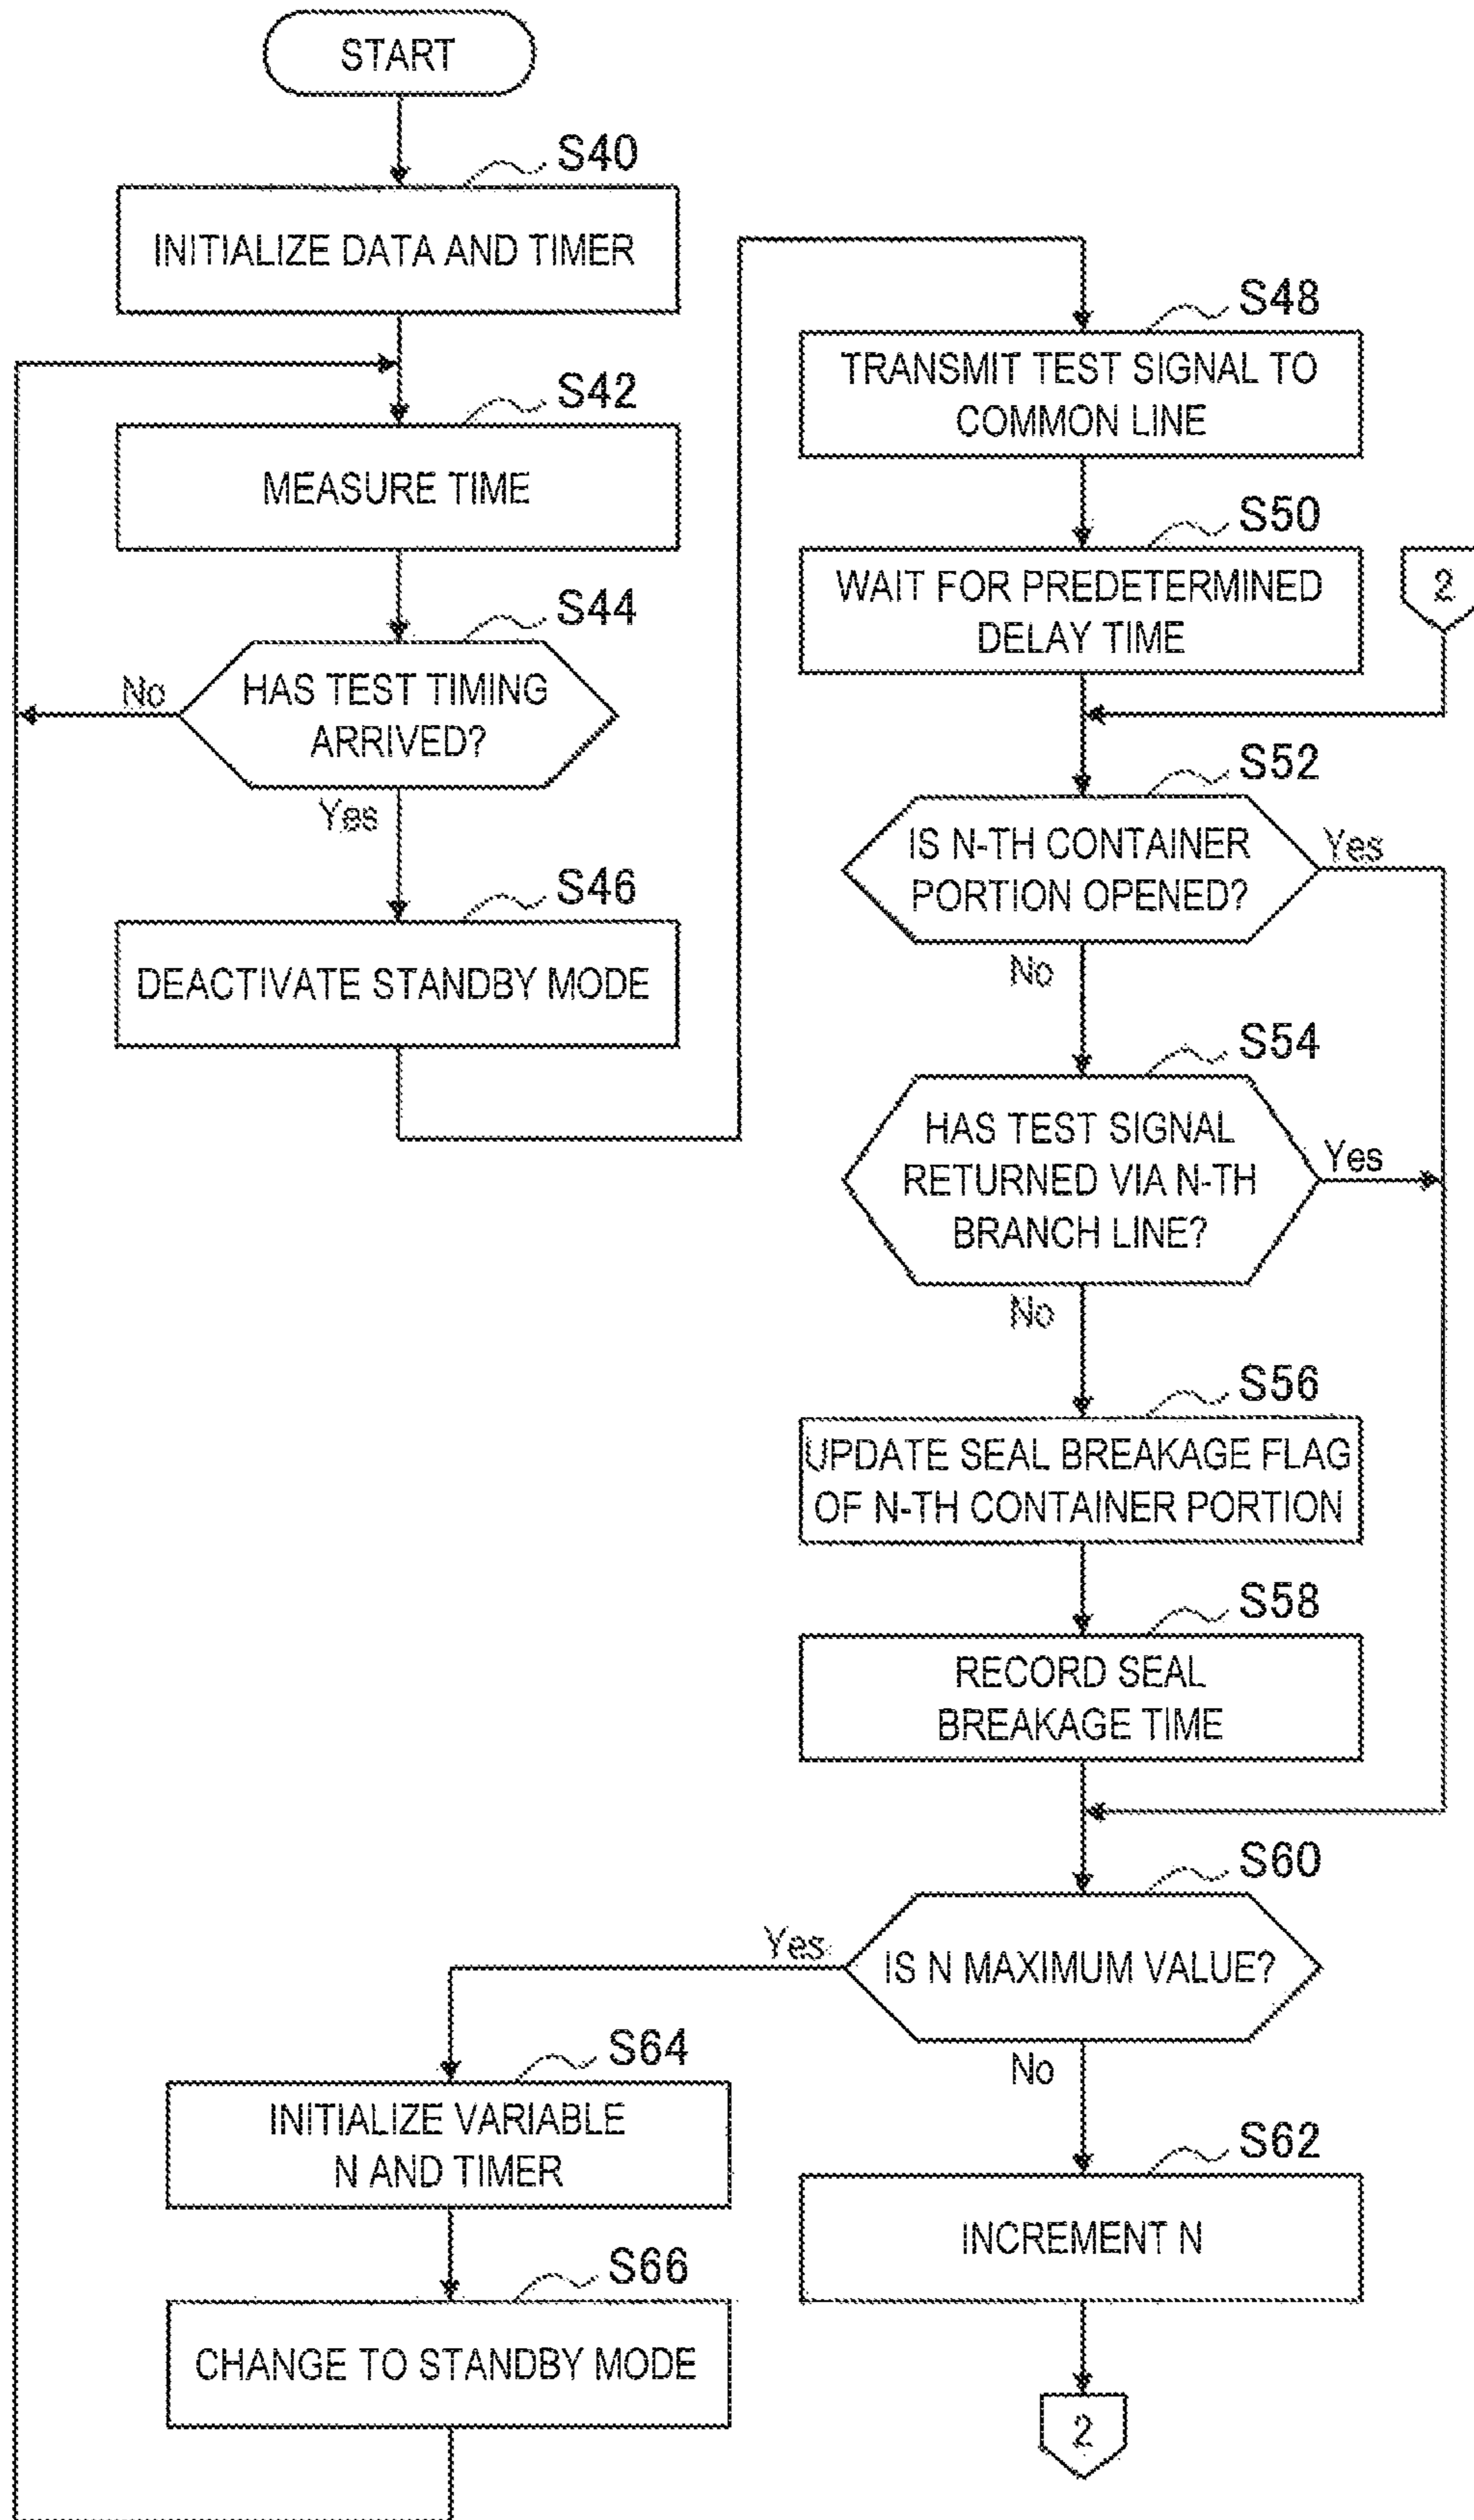 START
S40
INITIALIZE DATA AND TIMER
S42
MEASURE TIME
S44
HAS TEST TIMING
ARRIVED?
No
Yes
S46
DEACTIVATE STANDBY MODE
S48
TRANSMIT TEST SIGNAL TO
COMMON LINE
S50
WAIT FOR PREDETERMINED
DELAY TIME
2
S52
IS N-TH CONTAINER
PORTION OPENED?
Yes
No
S54
HAS TEST SIGNAL
RETURNED VIA N-TH
BRANCH LINE?
Yes
No
S56
UPDATE SEAL BREAKAGE FLAG
OF N-TH CONTAINER PORTION
S58
RECORD SEAL
BREAKAGE TIME
S60
IS N MAXIMUM VALUE?
Yes
No
S62
INCREMENT N
2
S64
INITIALIZE VARIABLE
N AND TIMER
S66
CHANGE TO STANDBY MODE